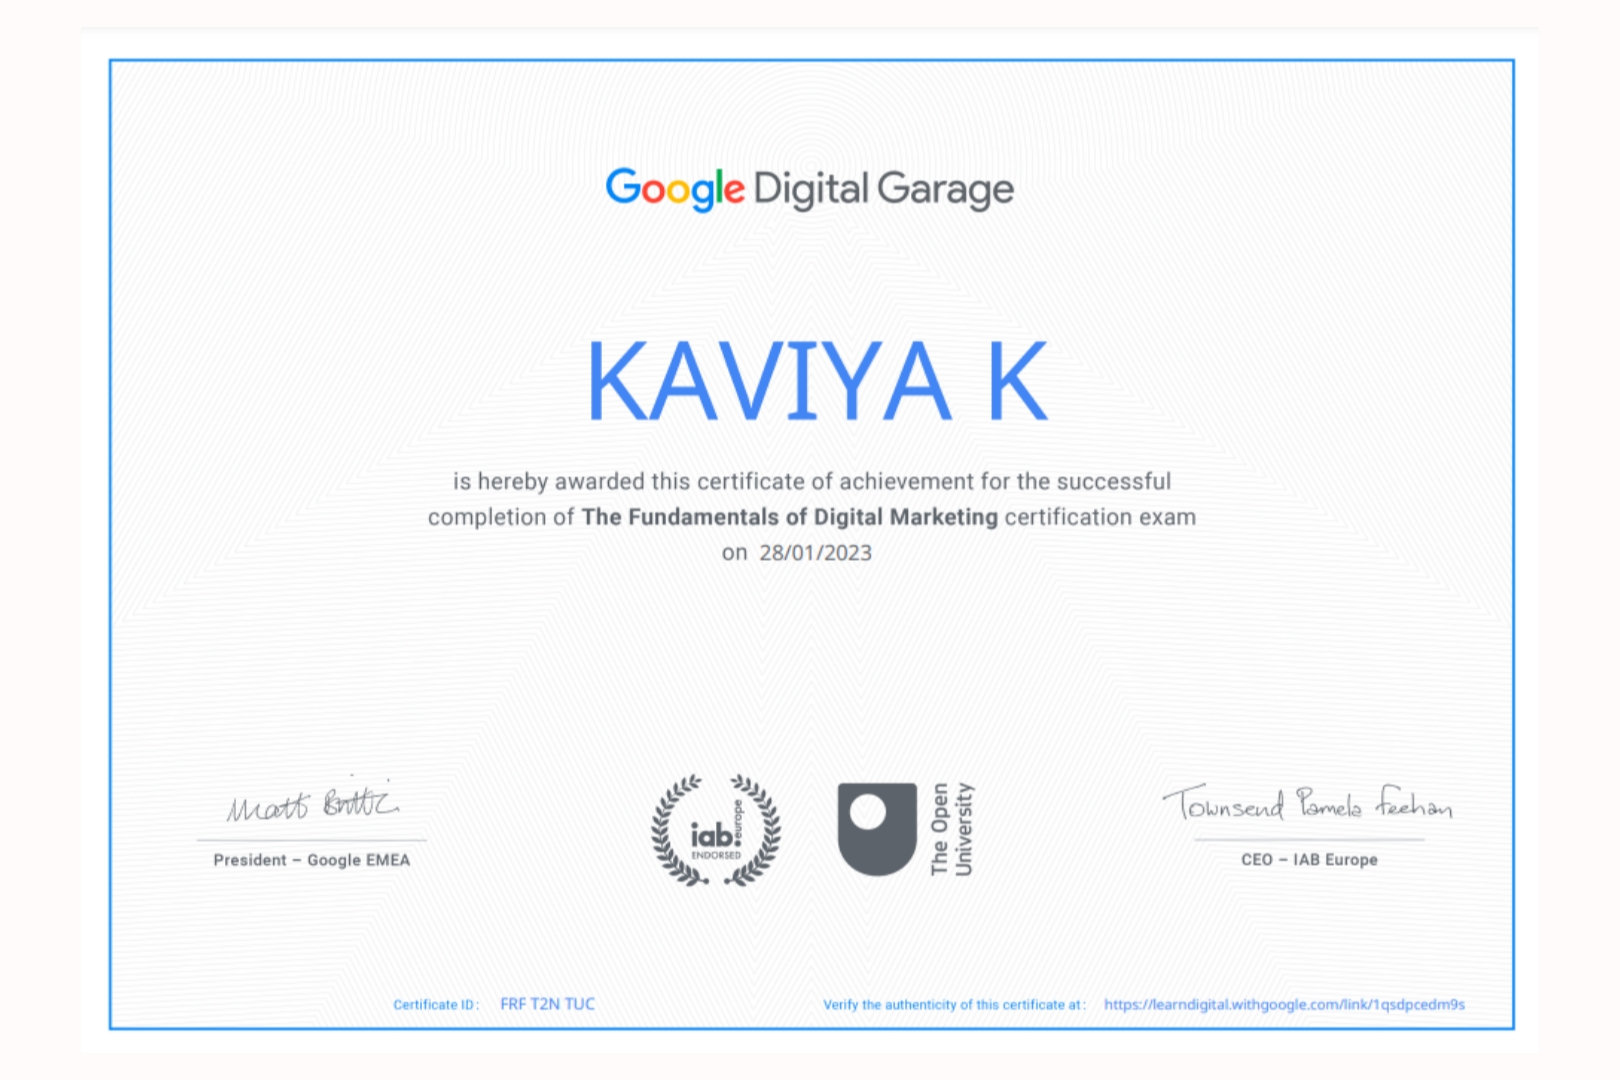 Google Digital Garage
KAVIYA K
is hereby awarded this certificate of achievement for the successful
completion of The Fundamentals of Digital Marketing certification exam
on 28/01/2023
Matt Brittin
President – Google EMEA
iab europe
ENDORSED
The Open
University
Townsend Pamela Feehan
CEO – IAB Europe
Certificate ID: FRF T2N TUC
Verify the authenticity of this certificate at: https://learndigital.withgoogle.com/link/1qsdpcedm9s